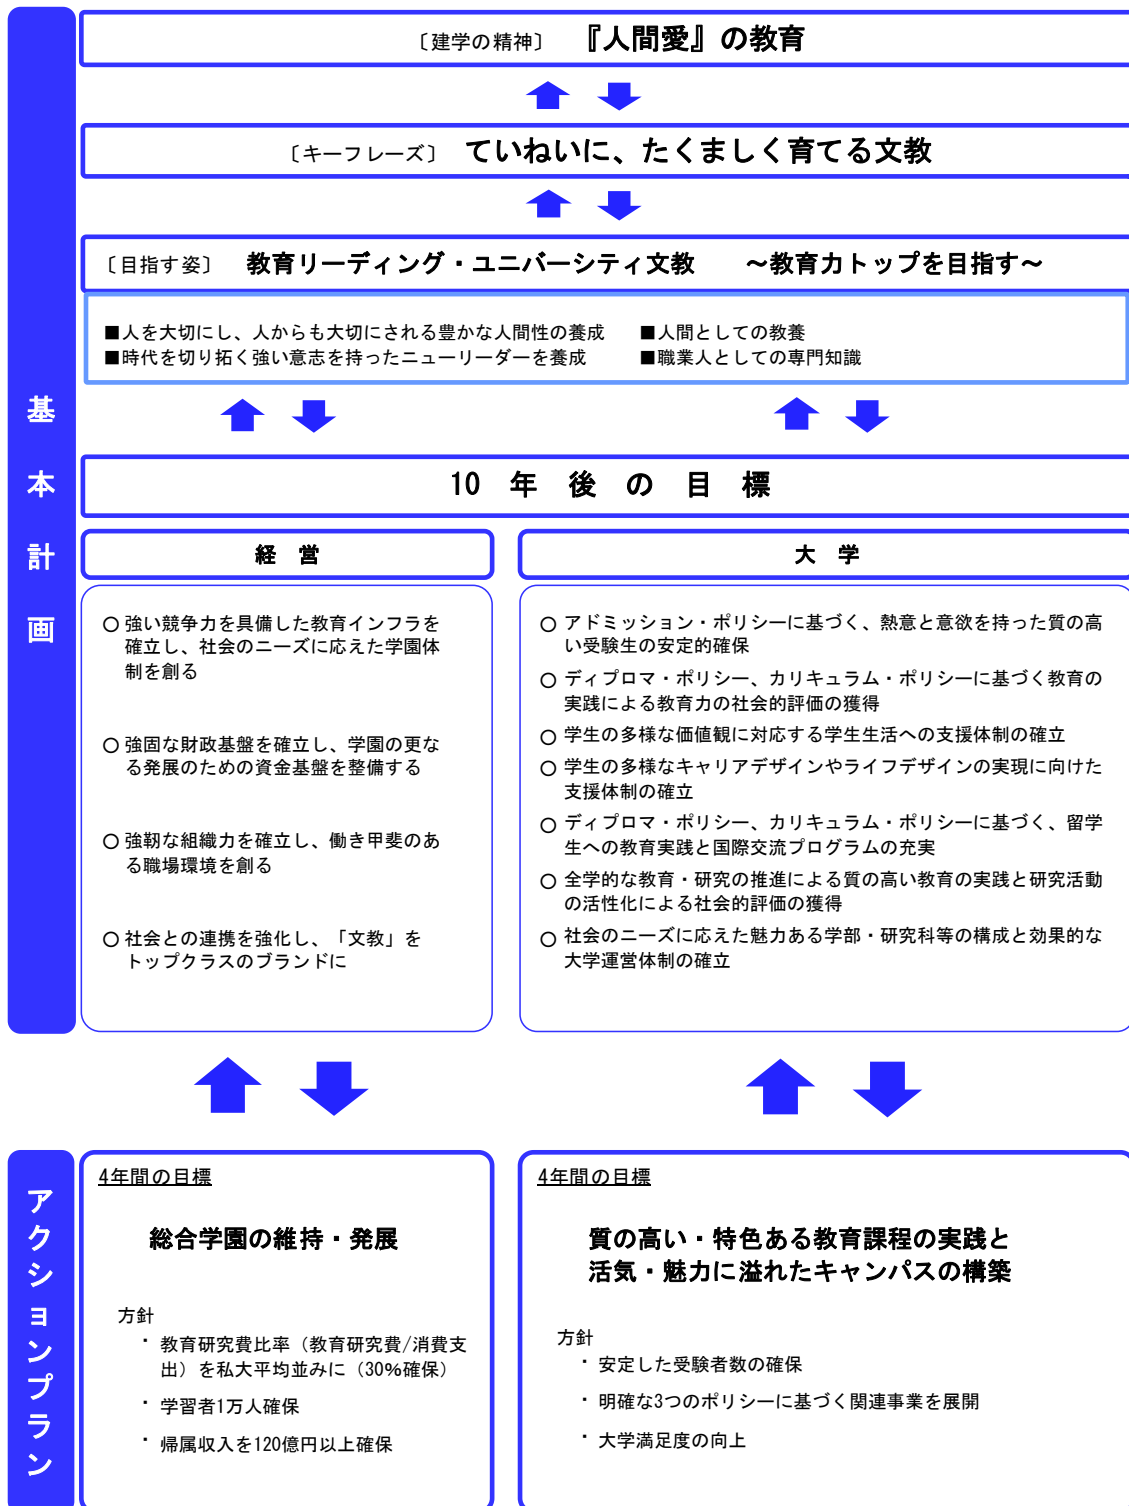 基本計画
〔建学の精神〕 『人間愛』の教育
〔キーフレーズ〕 ていねいに、たくましく育てる文教
〔目指す姿〕 教育リーディング・ユニバーシティ文教 ～教育力トップを目指す～
■人を大切にし、人からも大切にされる豊かな人間性の養成 ■人間としての教養
■時代を切り拓く強い意志を持ったニューリーダーを養成 ■職業人としての専門知識
10 年 後 の 目 標
経 営
○ 強い競争力を具備した教育インフラを
確立し、社会のニーズに応えた学園体
制を創る
○ 強固な財政基盤を確立し、学園の更な
る発展のための資金基盤を整備する
○ 強靭な組織力を確立し、働き甲斐のあ
る職場環境を創る
○ 社会との連携を強化し、「文教」を
トップクラスのブランドに
大 学
○ アドミッション・ポリシーに基づく、熱意と意欲を持った質の高
い受験生の安定的確保
○ ディプロマ・ポリシー、カリキュラム・ポリシーに基づく教育の
実践による教育力の社会的評価の獲得
○ 学生の多様な価値観に対応する学生生活への支援体制の確立
○ 学生の多様なキャリアデザインやライフデザインの実現に向けた
支援体制の確立
○ ディプロマ・ポリシー、カリキュラム・ポリシーに基づく、留学
生への教育実践と国際交流プログラムの充実
○ 全学的な教育・研究の推進による質の高い教育の実践と研究活動
の活性化による社会的評価の獲得
○ 社会のニーズに応えた魅力ある学部・研究科等の構成と効果的な
大学運営体制の確立
アクションプラン
4年間の目標
総合学園の維持・発展
方針
・ 教育研究費比率（教育研究費/消費支
出）を私大平均並みに（30%確保）
・ 学習者1万人確保
・ 帰属収入を120億円以上確保
4年間の目標
質の高い・特色ある教育課程の実践と
活気・魅力に溢れたキャンパスの構築
方針
・ 安定した受験者数の確保
・ 明確な3つのポリシーに基づく関連事業を展開
・ 大学満足度の向上